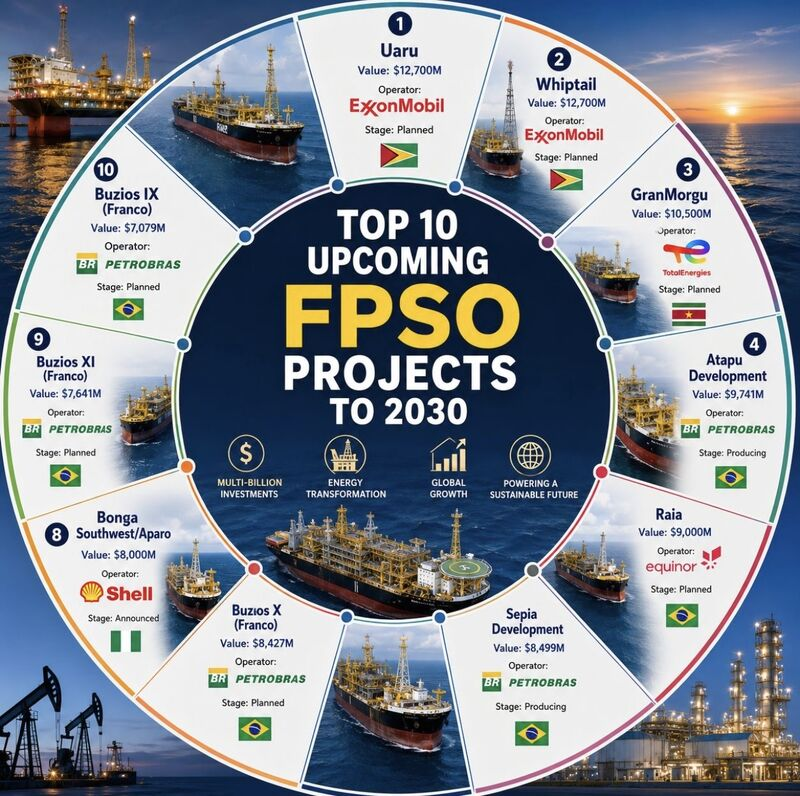 TOP 10
UPCOMING
FPSO
PROJECTS
TO 2030
$
MULTI-BILLION
INVESTMENTS
ENERGY
TRANSFORMATION
GLOBAL
GROWTH
POWERING A
SUSTAINABLE FUTURE
1
Uaru
Value: $12,700M
Operator:
ExxonMobil
Stage: Planned
2
Whiptail
Value: $12,700M
Operator:
ExxonMobil
Stage: Planned
3
GranMorgu
Value: $10,500M
Operator:
TotalEnergies
Stage: Planned
4
Atapu
Development
Value: $9,741M
Operator:
BR PETROBRAS
Stage: Producing
Raia
Value: $9,000M
Operator:
equinor
Stage: Planned
Sepia
Development
Value: $8,499M
Operator:
BR PETROBRAS
Stage: Producing
Buzios X
(Franco)
Value: $8,427M
Operator:
BR PETROBRAS
Stage: Planned
8
Bonga
Southwest/Aparo
Value: $8,000M
Operator:
Shell
Stage: Announced
9
Buzios XI
(Franco)
Value: $7,641M
Operator:
BR PETROBRAS
Stage: Planned
10
Buzios IX
(Franco)
Value: $7,079M
Operator:
BR PETROBRAS
Stage: Planned